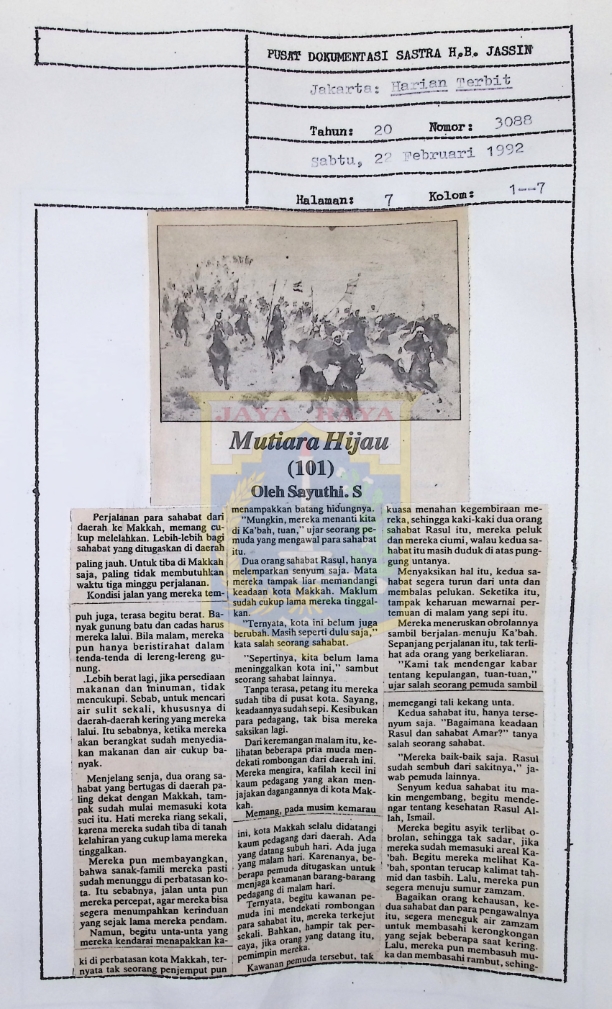 PUSAT DOKUMENTASI SASTRA H.B. JASSIN
Jakarta: Harian Terbit
Tahun: 20 Nomor: 3088
Sabtu, 22 Februari 1992
Halaman: 7 Kolom: 1--7
JAYA RAYA
Mutiara Hijau
(101)
Oleh Sayuthi. S
Perjalanan para sahabat dari
daerah ke Makkah, memang cu-
kup melelahkan. Lebih-lebih bagi
sahabat yang ditugaskan di daerah
paling jauh. Untuk tiba di Makkah
saja, paling tidak membutuhkan
waktu tiga minggu perjalanan.
Kondisi jalan yang mereka tem-
puh juga, terasa begitu berat. Ba-
nyak gunung batu dan cadas harus
mereka lalui. Bila malam, mereka
pun hanya beristirahat dalam
tenda-tenda di lereng-lereng gu-
nung.
Lebih berat lagi, jika persediaan
makanan dan minuman, tidak
mencukupi. Sebab, untuk mencari
air sulit sekali, khususnya di
daerah-daerah kering yang mereka
lalui. Itu sebabnya, ketika mereka
akan berangkat sudah menyedia-
kan makanan dan air cukup ba-
nyak.
Menjelang senja, dua orang sa-
habat yang bertugas di daerah pa-
ling dekat dengan Makkah, tam-
pak sudah mulai memasuki kota
suci itu. Hati mereka riang sekali,
karena mereka sudah tiba di tanah
kelahiran yang cukup lama mereka
tinggalkan.
Mereka pun membayangkan,
bahwa sanak-famili mereka pasti
sudah menunggu di perbatasan ko-
ta. Itu sebabnya, jalan unta pun
mereka percepat, agar mereka bisa
segera menumpahkan kerinduan
yang sejak lama mereka pendam.
Namun, begitu unta-unta yang
mereka kendarai menapakkan ka-
ki di perbatasan kota Makkah, ter-
nyata tak seorang penjemput pun
menampakkan batang hidungnya.
"Mungkin, mereka menanti kita
di Ka'bah, tuan," ujar seorang pe-
muda yang mengawal para sahabat
itu.
Dua orang sahabat Rasul, hanya
melemparkan senyum saja. Mata
mereka tampak liar memandangi
keadaan kota Makkah. Maklum
sudah cukup lama mereka tinggal-
kan.
"Ternyata, kota ini belum juga
berubah. Masih seperti dulu saja,"
kata salah seorang sahabat.
"Sepertinya, kita belum lama
meninggalkan kota ini," sambut
seorang sahabat lainnya.
Tanpa terasa, petang itu mereka
sudah tiba di pusat kota. Sayang,
keadaannya sudah sepi. Kesibukan
para pedagang, tak bisa mereka
saksikan lagi.
Dari keremangan malam itu, ke-
lihatan beberapa pria muda men-
dekati rombongan dari daerah ini.
Mereka mengira, kafilah kecil ini
kaum pedagang yang akan men-
jajakan dagangannya di kota Mak-
kah.
Memang, pada musim kemarau
ini, kota Makkah selalu didatangi
kaum pedagang dari daerah. Ada
yang datang subuh hari. Ada juga
yang malam hari. Karenanya, be-
berapa pemuda ditugaskan untuk
menjaga keamanan barang-barang
pedagang di malam hari.
Ternyata, begitu kawanan pe-
muda ini mendekati rombongan
para sahabat itu, mereka terkejut
sekali. Bahkan, hampir tak per-
caya, jika orang yang datang itu,
pemimpin mereka.
Kawanan pemuda tersebut, tak
kuasa menahan kegembiraan me-
reka, sehingga kaki-kaki dua orang
sahabat Rasul itu, mereka peluk
dan mereka ciumi, walau kedua sa-
habat itu masih duduk di atas pung-
gung untanya.
Menyaksikan hal itu, kedua sa-
habat segera turun dari unta dan
membalas pelukan. Seketika itu,
tampak keharuan mewarnai per-
temuan di malam yang sepi itu.
Mereka meneruskan obrolannya
sambil berjalan menuju Ka'bah.
Sepanjang perjalanan itu, tak terli-
hat ada orang yang berkeliaran.
"Kami tak mendengar kabar
tentang kepulangan, tuan-tuan,"
ujar salah seorang pemuda sambil
memegangi tali kekang unta.
Kedua sahabat itu, hanya terse-
nyum saja. "Bagaimana keadaan
Rasul dan sahabat Amar?" tanya
salah seorang sahabat.
"Mereka baik-baik saja. Rasul
sudah sembuh dari sakitnya," ja-
wab pemuda lainnya.
Senyum kedua sahabat itu ma-
kin mengembang, begitu mende-
ngar tentang kesehatan Rasul Al-
lah, Ismail.
Mereka begitu asyik terlibat o-
brolan, sehingga tak sadar, jika
mereka sudah memasuki areal Ka-
'bah. Begitu mereka melihat Ka-
'bah, spontan terucap kalimat tah-
mid dan tasbih. Lalu, mereka pun
segera menuju sumur zamzam.
Bagaikan orang kehausan, ke-
dua sahabat dan para pengawalnya
itu, segera meneguk air zamzam
untuk membasahi kerongkongan
yang sejak beberapa saat kering.
Lalu, mereka pun membasuh mu-
ka dan membasahi rambut, sehing-